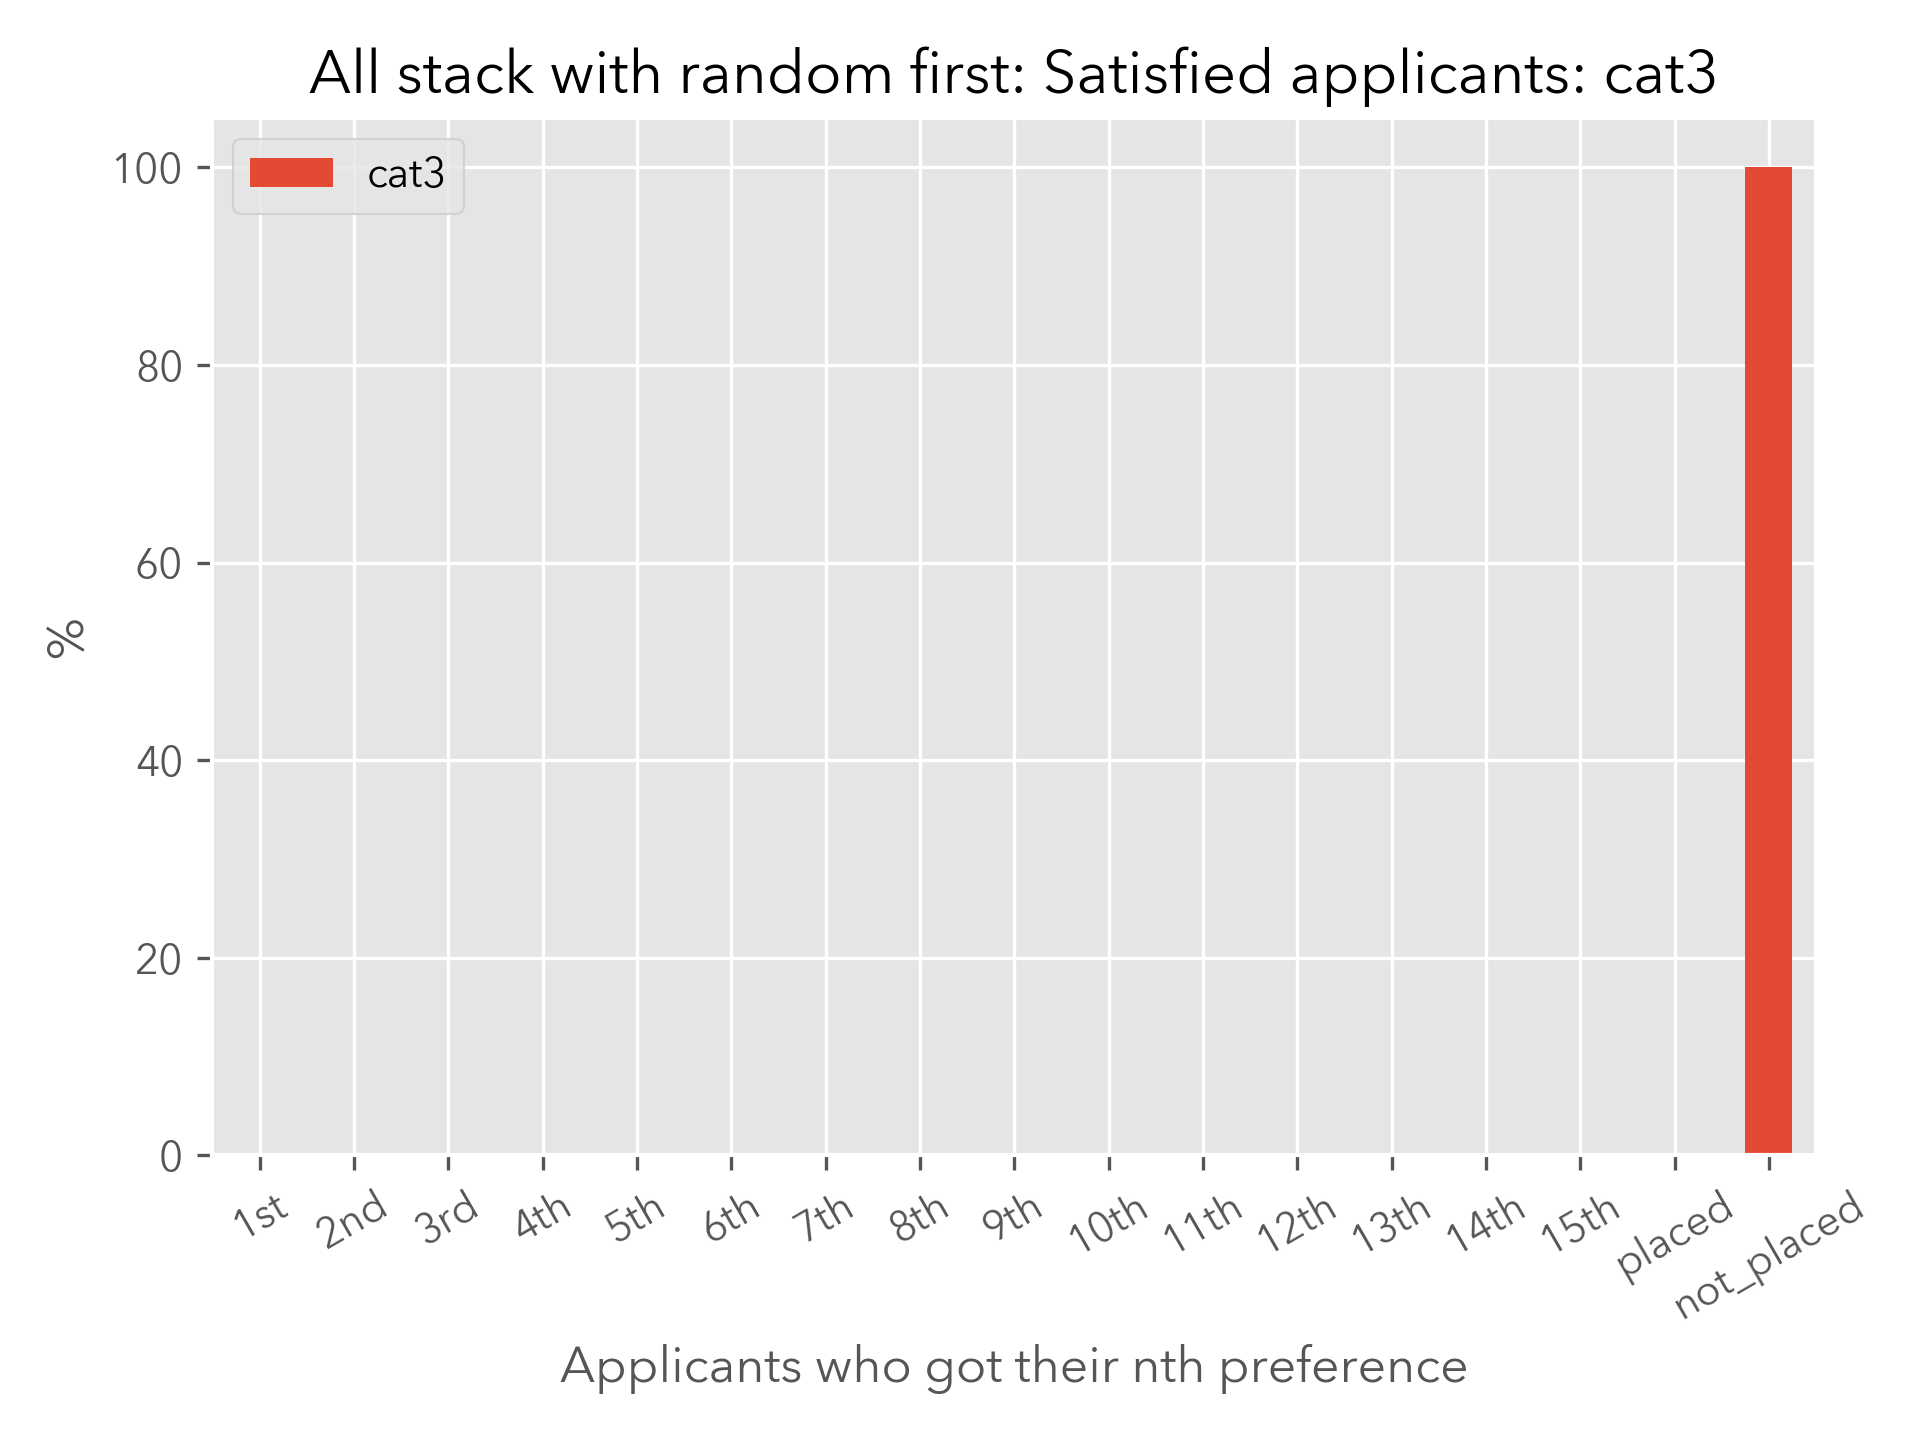 All stack with random first: Satisfied applicants: cat3
cat3
100
80
60
40
20
0
%
1st 2nd 3rd 4th 5th 6th 7th 8th 9th 10th 11th 12th 13th 14th 15th placed not_placed
Applicants who got their nth preference